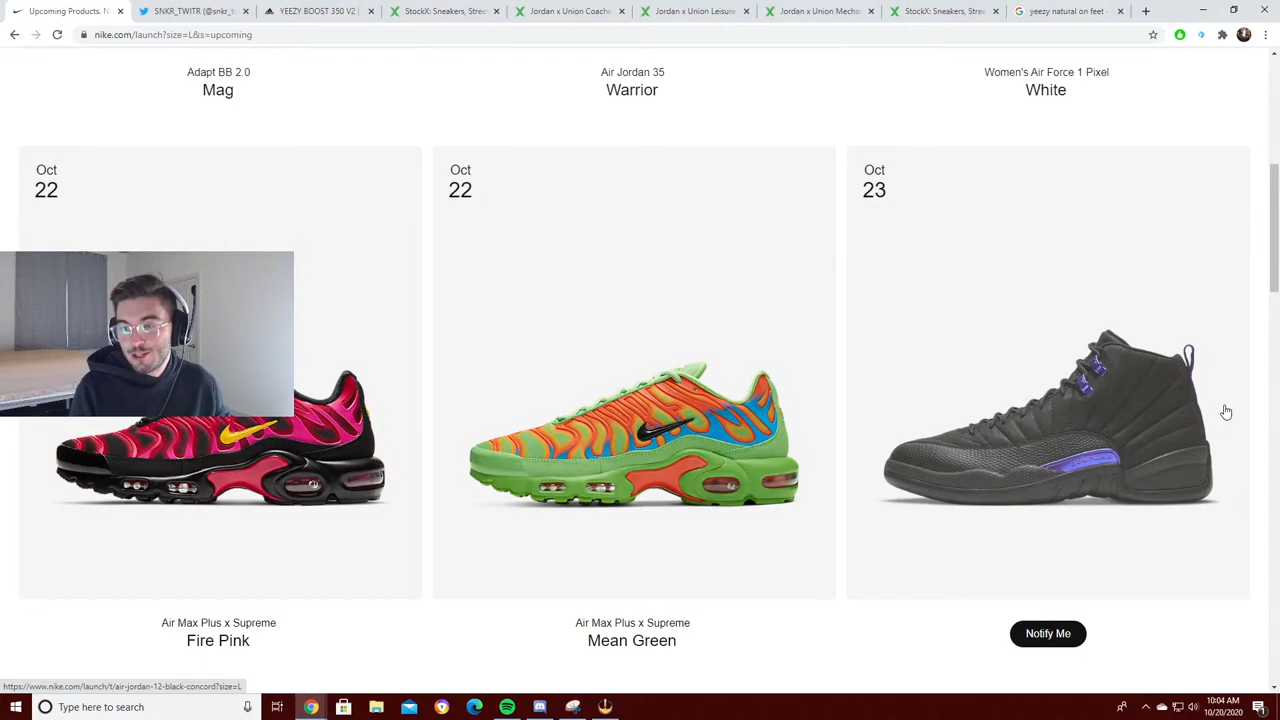 Upcoming Products. N
SNKR_TWITR (@snkr_t
YEEZY BOOST 350 V2
StockX: Sneakers, Stree
Jordan x Union Coache
Jordan x Union Leisure
Jordan x Union Mechar
StockX: Sneakers, Stree
yeezy natural on feet -
nike.com/launch?size=L&s=upcoming
Adapt BB 2.0
Mag
Air Jordan 35
Warrior
Women's Air Force 1 Pixel
White
Oct
22
Oct
22
Oct
23
Air Max Plus x Supreme
Fire Pink
Air Max Plus x Supreme
Mean Green
Notify Me
https://www.nike.com/launch/t/air-jordan-12-black-concord?size=L
Type here to search
10:04 AM
10/20/2020